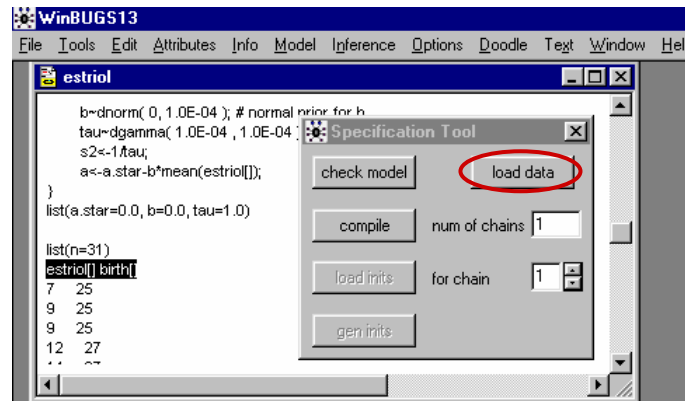 WinBUGS13
File Tools Edit Attributes Info Model Inference Options Doodle Text Window Hel
estriol
b~dnorm( 0, 1.0E-04 ); # normal prior for b
tau~dgamma( 1.0E-04 , 1.0E-04 )
s2<-1/tau;
a<-a.star-b*mean(estriol[]);
}
list(a.star=0.0, b=0.0, tau=1.0)
list(n=31)
estriol[] birth[]
7 25
9 25
9 25
12 27
Specification Tool
check model load data
compile num of chains 1
load inits for chain 1
gen inits